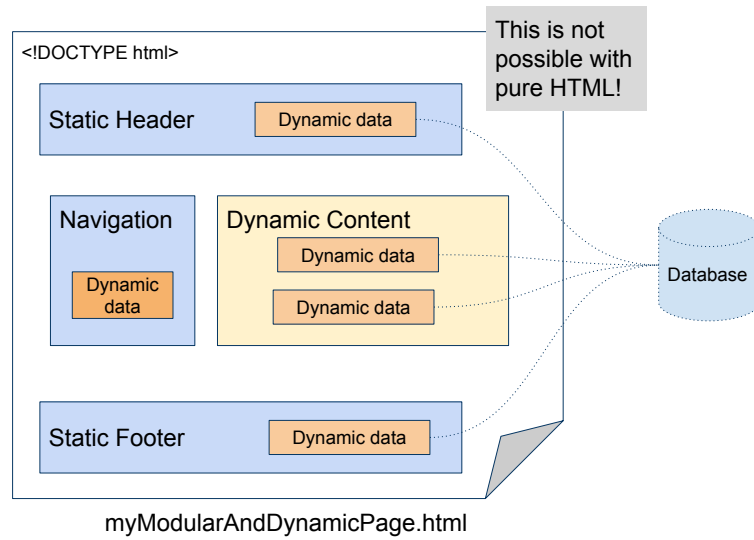 This is not
possible with
pure HTML!
<!DOCTYPE html>
Static Header
Dynamic data
Navigation
Dynamic
data
Dynamic Content
Dynamic data
Dynamic data
Database
Static Footer
Dynamic data
myModularAndDynamicPage.html